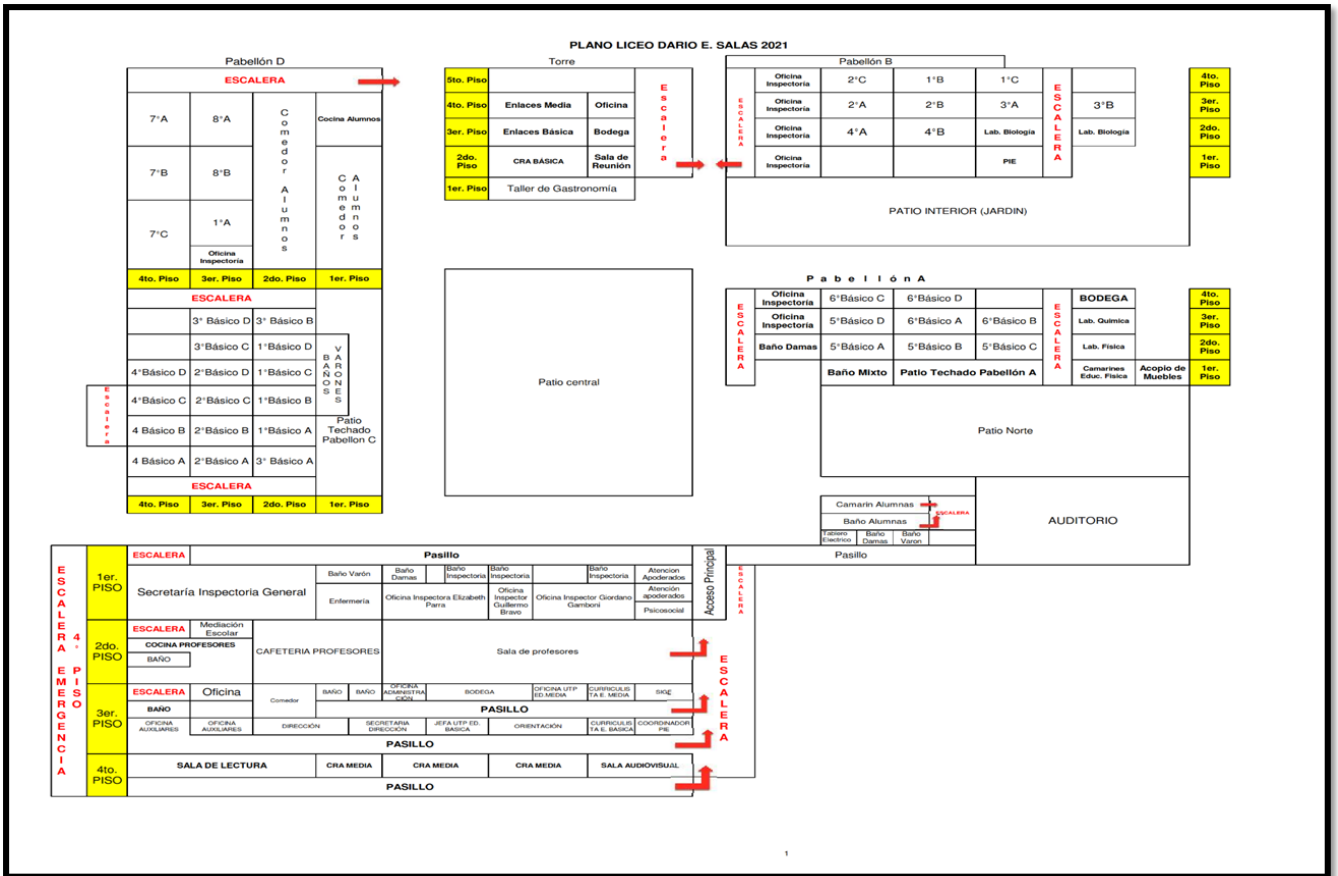 PLANO LICEO DARIO E. SALAS 2021
Pabellón D
ESCALERA
7°A
8°A
Comedor Alumnos
Cocina Alumnos
7°B
8°B
Comedor Alumnos
7°C
1°A
Oficina Inspectoría
4to. Piso 3er. Piso 2do. Piso 1er. Piso
ESCALERA
3° Básico D 3° Básico B
3°Básico C 1°Básico D
BAÑOS VARONES
4°Básico D 2°Básico D 1°Básico C
Escalera
4°Básico C 2°Básico C 1°Básico B
4 Básico B 2°Básico B 1°Básico A
Patio Techado Pabellon C
4 Básico A 2°Básico A 3° Básico A
ESCALERA
4to. Piso 3er. Piso 2do. Piso 1er. Piso
Torre
5to. Piso
4to. Piso Enlaces Media Oficina
3er. Piso Enlaces Básica Bodega
2do. Piso CRA BÁSICA Sala de Reunión
1er. Piso Taller de Gastronomía
Escalera
Pabellón B
ESCALERA
Oficina Inspectoría 2°C 1°B 1°C 4to. Piso
Oficina Inspectoría 2°A 2°B 3°A 3°B 3er. Piso
Oficina Inspectoría 4°A 4°B Lab. Biología Lab. Biología 2do. Piso
Oficina Inspectoría PIE 1er. Piso
ESCALERA
PATIO INTERIOR (JARDIN)
Patio central
Pabellón A
ESCALERA
Oficina Inspectoría 6°Básico C 6°Básico D BODEGA 4to. Piso
Oficina Inspectoría 5°Básico D 6°Básico A 6°Básico B Lab. Quimica 3er. Piso
Baño Damas 5°Básico A 5°Básico B 5°Básico C Lab. Física 2do. Piso
Baño Mixto Patio Techado Pabellón A Camarines Educ. Física Acopio de Muebles 1er. Piso
ESCALERA
Patio Norte
Camarin Alumnas
ESCALERA
Baño Alumnas
Tablero Electrico Baño Damas Baño Varon
AUDITORIO
Pasillo
ESCALERA EMERGENCIA
4° PISO
1er. PISO
ESCALERA Pasillo
Secretaría Inspectoría General
Baño Varón Baño Damas Baño Inspectoria Baño Inspectoria Baño Inspectoria Atencion Apoderados
Enfermería Oficina Inspectora Elizabeth Parra Oficina Inspector Guillermo Bravo Oficina Inspector Giordano Gamboni Atención apoderados
Psicosocial
Acceso Principal
ESCALERA
2do. PISO
ESCALERA Mediación Escolar
COCINA PROFESORES
BAÑO
CAFETERIA PROFESORES
Sala de profesores
ESCALERA
3er. PISO
ESCALERA Oficina Comedor BAÑO BAÑO OFICINA ADMINISTRACIÓN BODEGA OFICINA UTP ED.MEDIA CURRICULISTA E. MEDIA SIGE
BAÑO PASILLO
OFICINA AUXILIARES OFICINA AUXILIARES DIRECCIÓN SECRETARIA DIRECCIÓN JEFA UTP ED. BASICA ORIENTACIÓN CURRICULISTA E. BASICA COORDINADOR PIE
PASILLO
4to. PISO
SALA DE LECTURA CRA MEDIA CRA MEDIA CRA MEDIA SALA AUDIOVISUAL
PASILLO
1